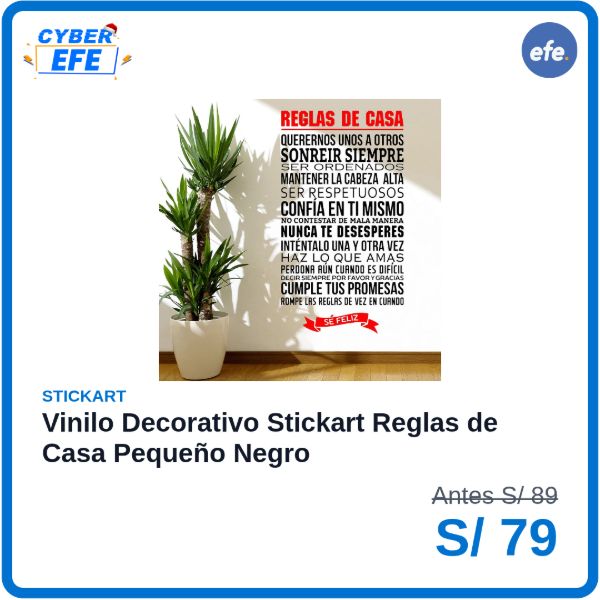 CYBER
EFE
efe.
REGLAS DE CASA
QUERERNOS UNOS A OTROS
SONREIR SIEMPRE
SER ORDENADOS
MANTENER LA CABEZA ALTA
SER RESPETUOSOS
CONFÍA EN TI MISMO
NO CONTESTAR DE MALA MANERA
NUNCA TE DESESPERES
INTÉNTALO UNA Y OTRA VEZ
HAZ LO QUE AMAS
PERDONA AÚN CUANDO ES DIFÍCIL
DECIR SIEMPRE POR FAVOR Y GRACIAS
CUMPLE TUS PROMESAS
ROMPE LAS REGLAS DE VEZ EN CUANDO
SÉ FELIZ
STICKART
Vinilo Decorativo Stickart Reglas de
Casa Pequeño Negro
Antes S/ 89
S/ 79